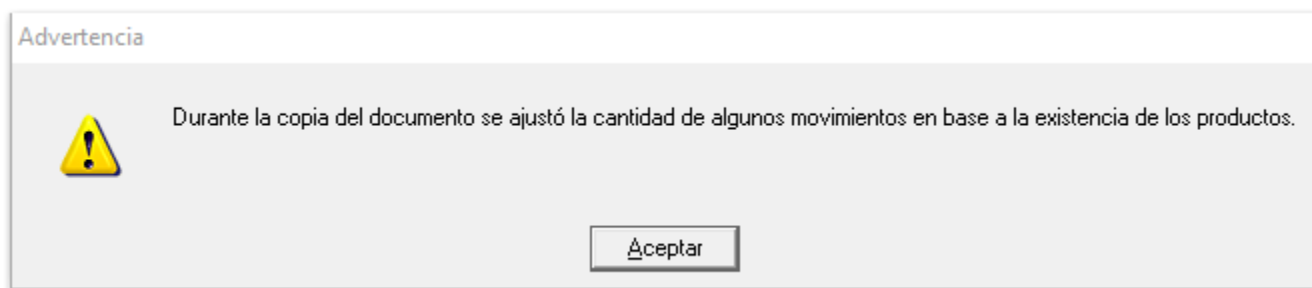 Advertencia
Durante la copia del documento se ajustó la cantidad de algunos movimientos en base a la existencia de los productos.
Aceptar